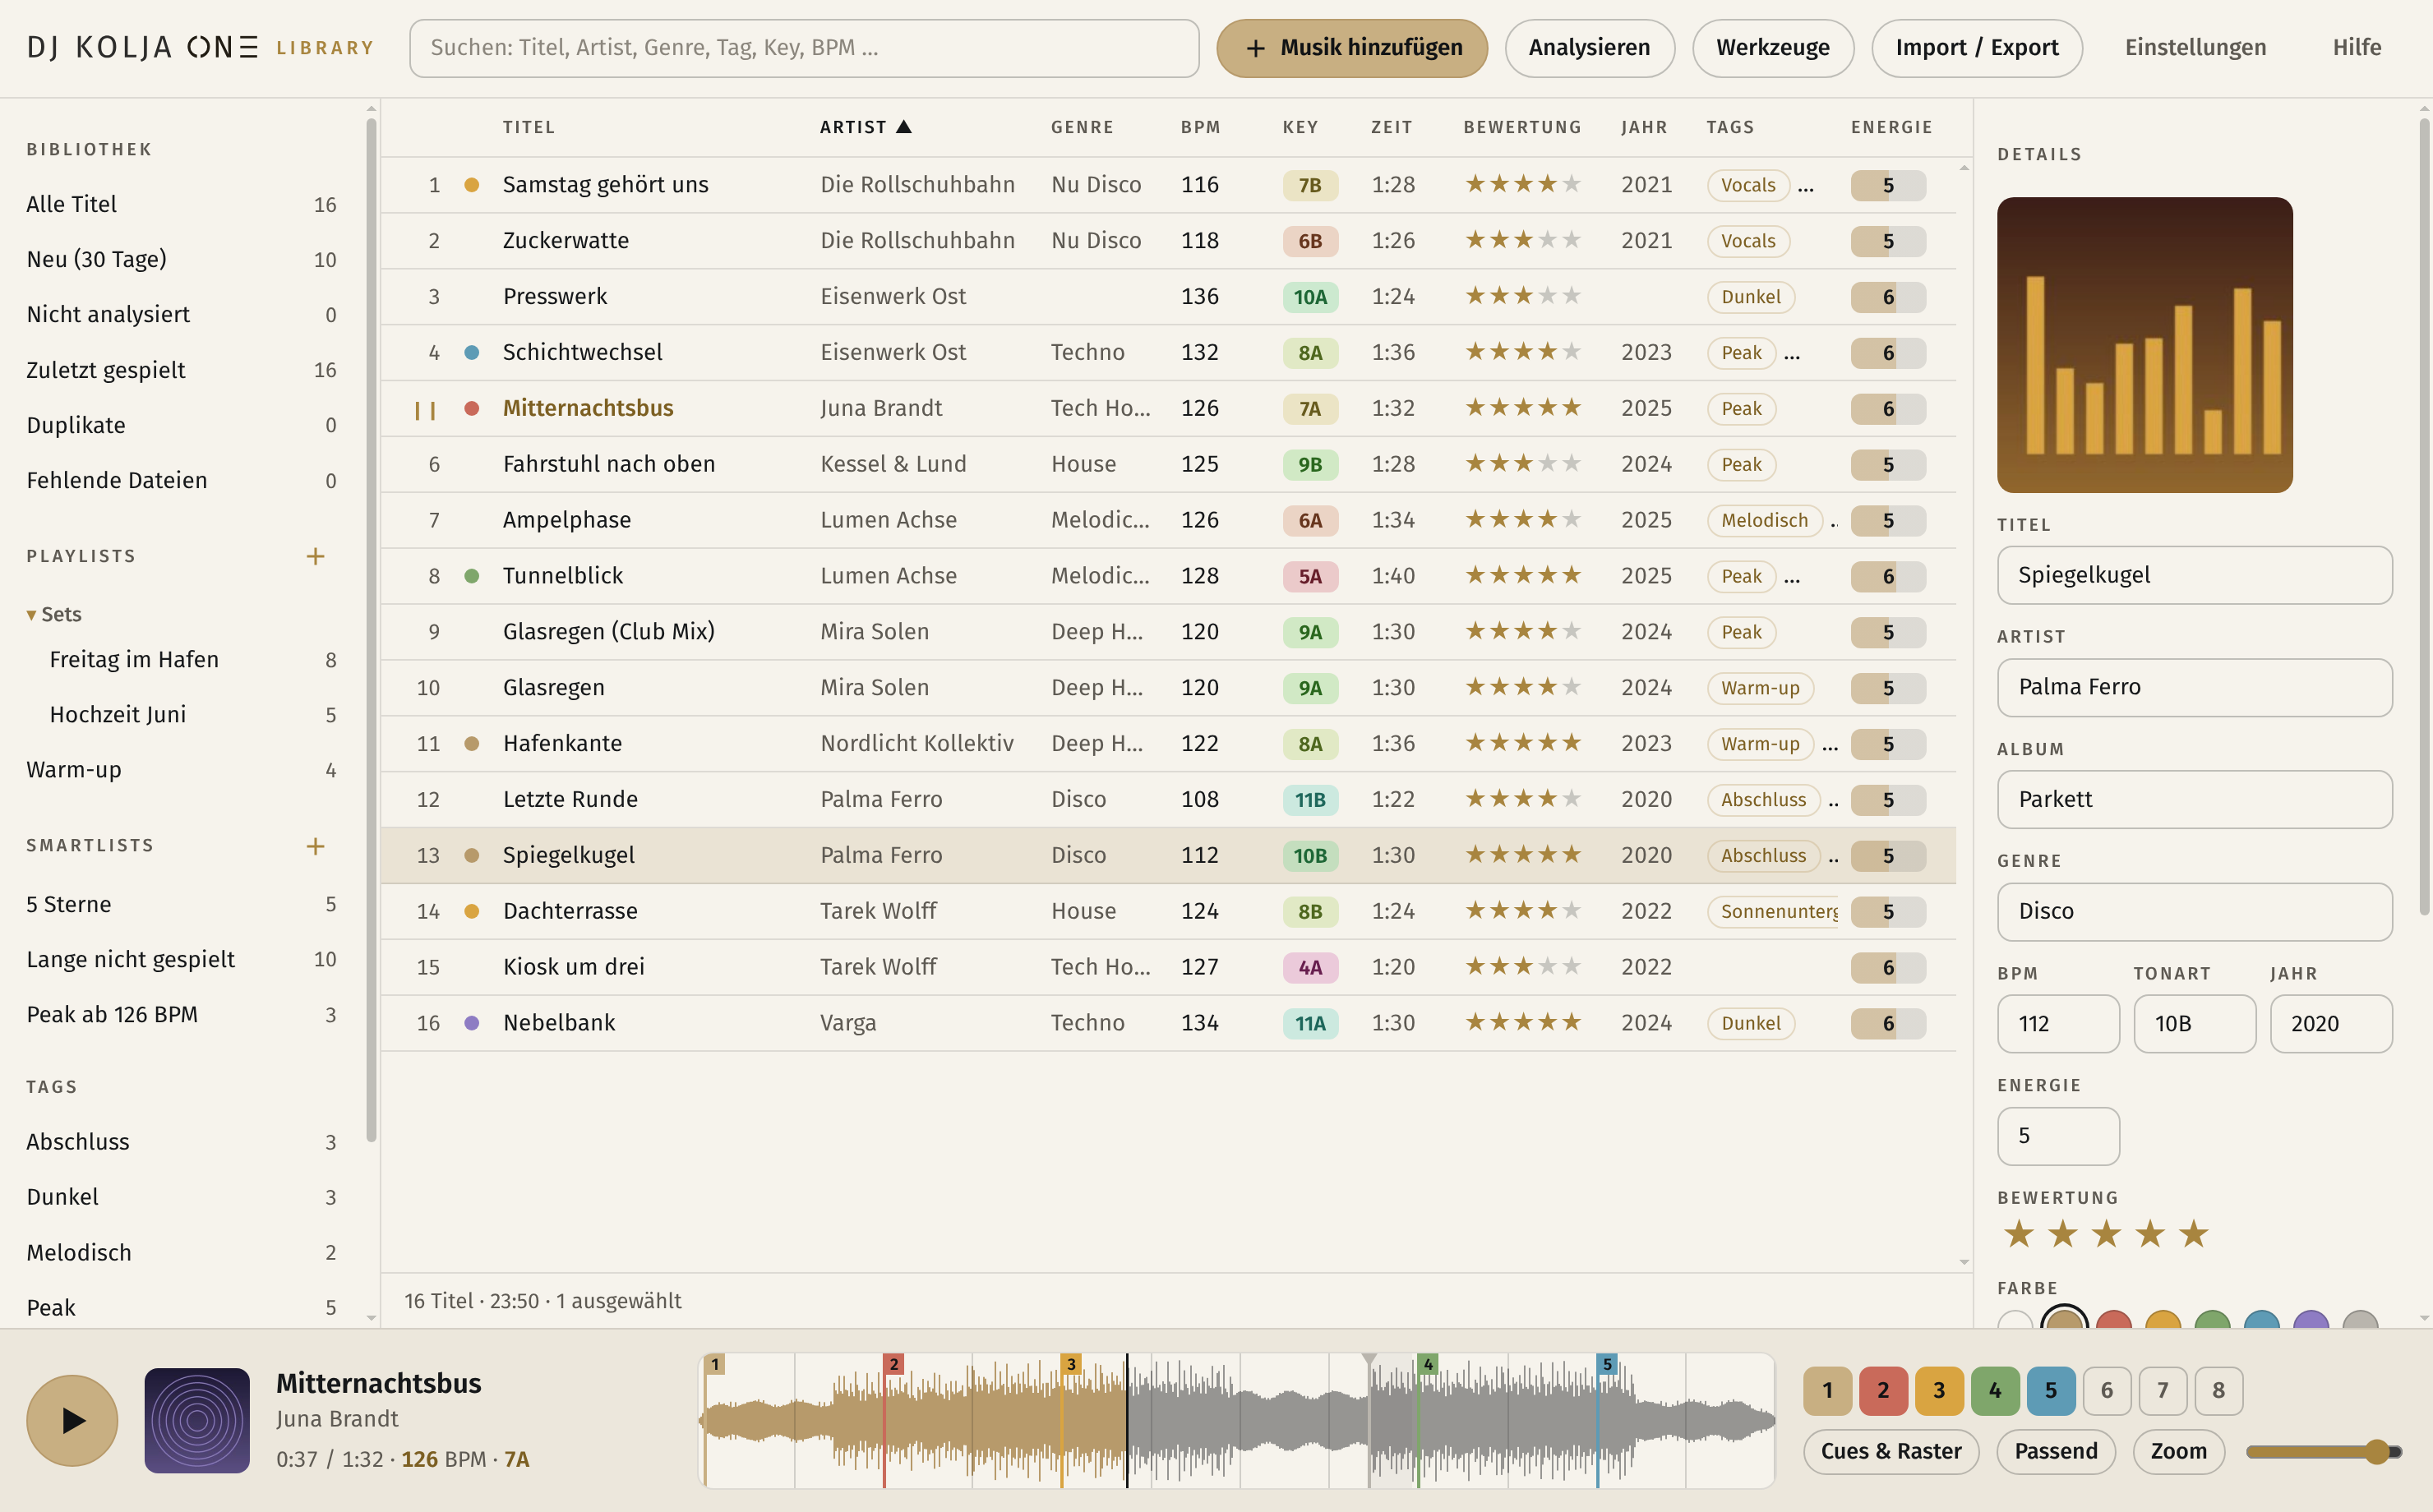 DJ KOLJA ONE LIBRARY
Suchen: Titel, Artist, Genre, Tag, Key, BPM ...
+ Musik hinzufügen
Analysieren
Werkzeuge
Import / Export
Einstellungen
Hilfe
BIBLIOTHEK
Alle Titel 16
Neu (30 Tage) 10
Nicht analysiert 0
Zuletzt gespielt 16
Duplikate 0
Fehlende Dateien 0
PLAYLISTS +
▾ Sets
Freitag im Hafen 8
Hochzeit Juni 5
Warm-up 4
SMARTLISTS +
5 Sterne 5
Lange nicht gespielt 10
Peak ab 126 BPM 3
TAGS
Abschluss 3
Dunkel 3
Melodisch 2
Peak 5
TITEL ARTIST ▲ GENRE BPM KEY ZEIT BEWERTUNG JAHR TAGS ENERGIE
1 Samstag gehört uns Die Rollschuhbahn Nu Disco 116 7B 1:28 ★★★★★ 2021 Vocals ... 5
2 Zuckerwatte Die Rollschuhbahn Nu Disco 118 6B 1:26 ★★★★★ 2021 Vocals 5
3 Presswerk Eisenwerk Ost 136 10A 1:24 ★★★★★ Dunkel 6
4 Schichtwechsel Eisenwerk Ost Techno 132 8A 1:36 ★★★★★ 2023 Peak ... 6
Mitternachtsbus Juna Brandt Tech Ho... 126 7A 1:32 ★★★★★ 2025 Peak 6
6 Fahrstuhl nach oben Kessel & Lund House 125 9B 1:28 ★★★★★ 2024 Peak 5
7 Ampelphase Lumen Achse Melodic... 126 6A 1:34 ★★★★★ 2025 Melodisch .. 5
8 Tunnelblick Lumen Achse Melodic... 128 5A 1:40 ★★★★★ 2025 Peak ... 6
9 Glasregen (Club Mix) Mira Solen Deep H... 120 9A 1:30 ★★★★★ 2024 Peak 5
10 Glasregen Mira Solen Deep H... 120 9A 1:30 ★★★★★ 2024 Warm-up 5
11 Hafenkante Nordlicht Kollektiv Deep H... 122 8A 1:36 ★★★★★ 2023 Warm-up ... 5
12 Letzte Runde Palma Ferro Disco 108 11B 1:22 ★★★★★ 2020 Abschluss .. 5
13 Spiegelkugel Palma Ferro Disco 112 10B 1:30 ★★★★★ 2020 Abschluss .. 5
14 Dachterrasse Tarek Wolff House 124 8B 1:24 ★★★★★ 2022 Sonnenunterg 5
15 Kiosk um drei Tarek Wolff Tech Ho... 127 4A 1:20 ★★★★★ 2022 6
16 Nebelbank Varga Techno 134 11A 1:30 ★★★★★ 2024 Dunkel 6
16 Titel · 23:50 · 1 ausgewählt
DETAILS
TITEL
Spiegelkugel
ARTIST
Palma Ferro
ALBUM
Parkett
GENRE
Disco
BPM TONART JAHR
112 10B 2020
ENERGIE
5
BEWERTUNG
★★★★★
FARBE
Mitternachtsbus
Juna Brandt
0:37 / 1:32 · 126 BPM · 7A
1 2 3 4 5
1 2 3 4 5 6 7 8
Cues & Raster
Passend
Zoom